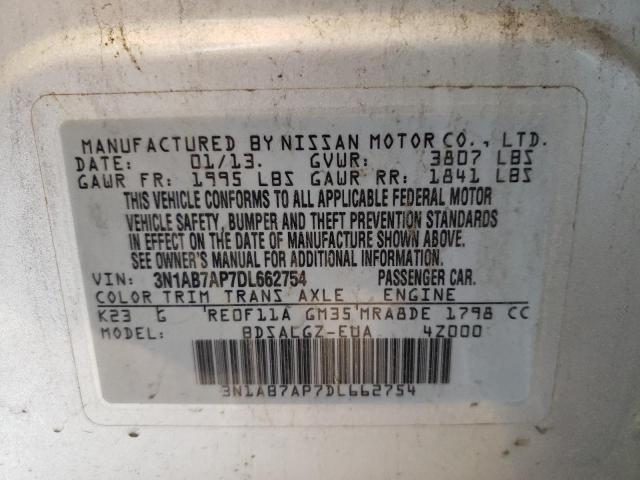 MANUFACTURED BY NISSAN MOTOR CO., LTD.
DATE: 01/13. GVWR: 3807 LBS
GAWR FR: 1995 LBS GAWR RR: 1841 LBS
THIS VEHICLE CONFORMS TO ALL APPLICABLE FEDERAL MOTOR
VEHICLE SAFETY, BUMPER AND THEFT PREVENTION STANDARDS
IN EFFECT ON THE DATE OF MANUFACTURE SHOWN ABOVE.
SEE OWNER'S MANUAL FOR ADDITIONAL INFORMATION.
VIN: 3N1AB7AP7DL662754 PASSENGER CAR.
COLOR TRIM TRANS AXLE ENGINE
K23 G RE0F11A GM35 MRA8DE 1798 CC
MODEL: BDSALGZ-EUA 4Z000
3N1AB7AP7DL662754